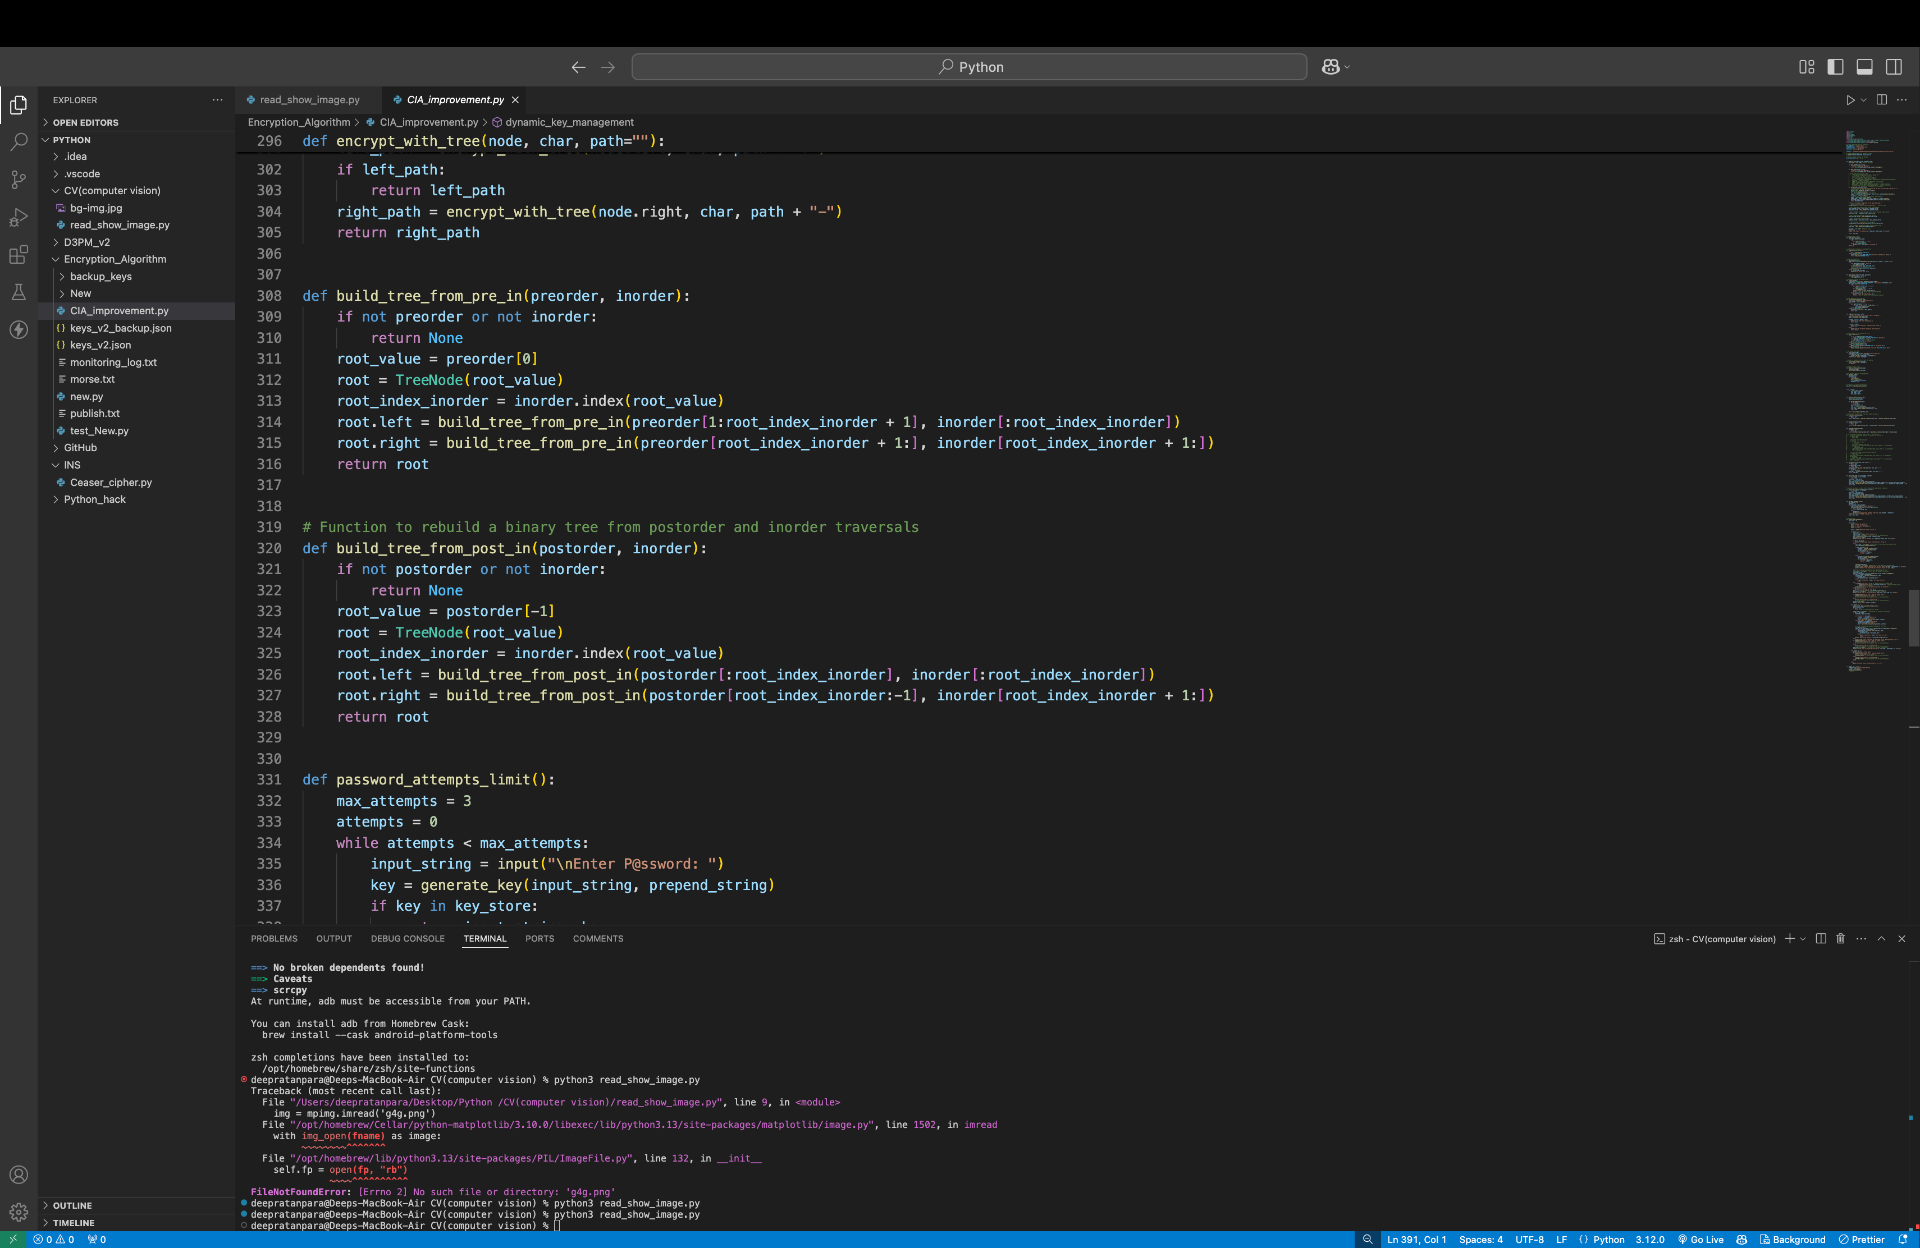 Python
EXPLORER
OPEN EDITORS
PYTHON
.idea
.vscode
CV(computer vision)
bg-img.jpg
read_show_image.py
D3PM_v2
Encryption_Algorithm
backup_keys
New
CIA_improvement.py
keys_v2_backup.json
keys_v2.json
monitoring_log.txt
morse.txt
new.py
publish.txt
test_New.py
GitHub
INS
Ceaser_cipher.py
Python_hack
OUTLINE
TIMELINE
read_show_image.py
CIA_improvement.py
Encryption_Algorithm > CIA_improvement.py > dynamic_key_management
296 def encrypt_with_tree(node, char, path=""):
302 if left_path:
303 return left_path
304 right_path = encrypt_with_tree(node.right, char, path + "-")
305 return right_path
306
307
308 def build_tree_from_pre_in(preorder, inorder):
309 if not preorder or not inorder:
310 return None
311 root_value = preorder[0]
312 root = TreeNode(root_value)
313 root_index_inorder = inorder.index(root_value)
314 root.left = build_tree_from_pre_in(preorder[1:root_index_inorder + 1], inorder[:root_index_inorder])
315 root.right = build_tree_from_pre_in(preorder[root_index_inorder + 1:], inorder[root_index_inorder + 1:])
316 return root
317
318
319 # Function to rebuild a binary tree from postorder and inorder traversals
320 def build_tree_from_post_in(postorder, inorder):
321 if not postorder or not inorder:
322 return None
323 root_value = postorder[-1]
324 root = TreeNode(root_value)
325 root_index_inorder = inorder.index(root_value)
326 root.left = build_tree_from_post_in(postorder[:root_index_inorder], inorder[:root_index_inorder])
327 root.right = build_tree_from_post_in(postorder[root_index_inorder:-1], inorder[root_index_inorder + 1:])
328 return root
329
330
331 def password_attempts_limit():
332 max_attempts = 3
333 attempts = 0
334 while attempts < max_attempts:
335 input_string = input("\nEnter P@ssword: ")
336 key = generate_key(input_string, prepend_string)
337 if key in key_store:
PROBLEMS OUTPUT DEBUG CONSOLE TERMINAL PORTS COMMENTS
zsh - CV(computer vision)
==> No broken dependents found!
==> Caveats
==> scrcpy
At runtime, adb must be accessible from your PATH.
You can install adb from Homebrew Cask:
brew install --cask android-platform-tools
zsh completions have been installed to:
/opt/homebrew/share/zsh/site-functions
deepratanpara@Deeps-MacBook-Air CV(computer vision) % python3 read_show_image.py
Traceback (most recent call last):
File "/Users/deepratanpara/Desktop/Python /CV(computer vision)/read_show_image.py", line 9, in <module>
img = mpimg.imread('g4g.png')
File "/opt/homebrew/Cellar/python-matplotlib/3.10.0/libexec/lib/python3.13/site-packages/matplotlib/image.py", line 1502, in imread
with img_open(fname) as image:
~~~~~~~~^^^^^^^
File "/opt/homebrew/lib/python3.13/site-packages/PIL/ImageFile.py", line 132, in __init__
self.fp = open(fp, "rb")
~~~~^^^^^^^^^^
FileNotFoundError: [Errno 2] No such file or directory: 'g4g.png'
deepratanpara@Deeps-MacBook-Air CV(computer vision) % python3 read_show_image.py
deepratanpara@Deeps-MacBook-Air CV(computer vision) % python3 read_show_image.py
deepratanpara@Deeps-MacBook-Air CV(computer vision) %
0 0 0 Ln 391, Col 1 Spaces: 4 UTF-8 LF {} Python 3.12.0 Go Live Background Prettier